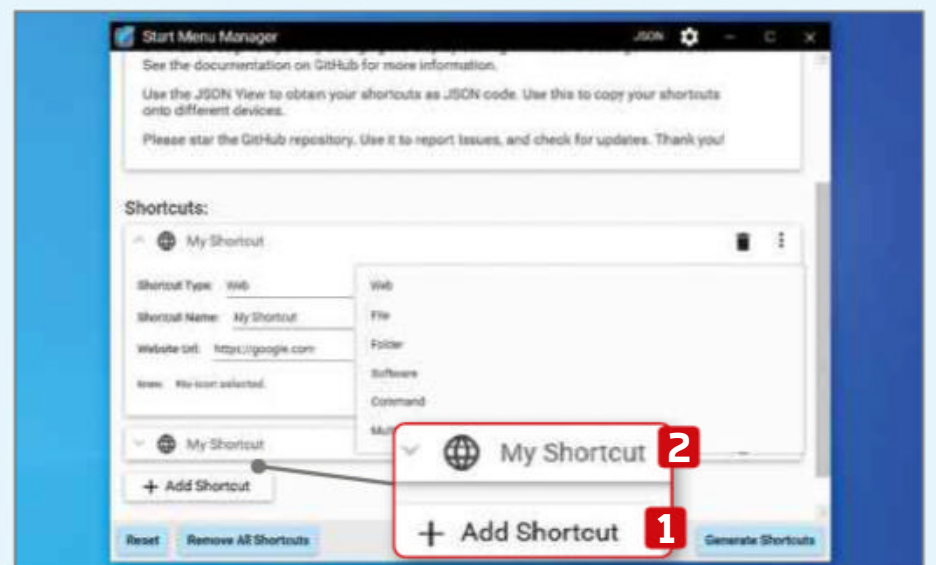 Start Menu Manager
JSON
See the documentation on GitHub for more information.
Use the JSON View to obtain your shortcuts as JSON code. Use this to copy your shortcuts
onto different devices.
Please star the GitHub repository. Use it to report Issues, and check for updates. Thank you!
Shortcuts:
My Shortcut
Shortcut Type: Web
Web
Shortcut Name: My Shortcut
File
Website Url: https://google.com
Folder
Software
Icon: No icon selected.
Command
My Shortcut
My Shortcut 2
+ Add Shortcut
+ Add Shortcut 1
Reset
Remove All Shortcuts
Generate Shortcuts